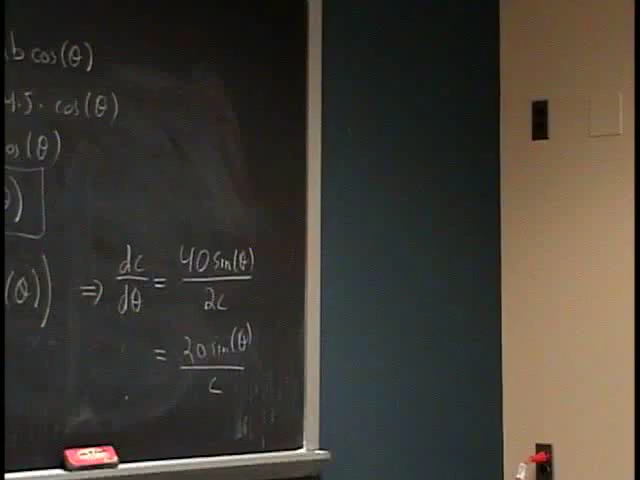 b cos(θ)
4·5· cos(θ)
os(θ)
θ)
(θ)) ⇒ dc/dθ = 40 sin(θ)/2c
= 20 sin(θ)/c